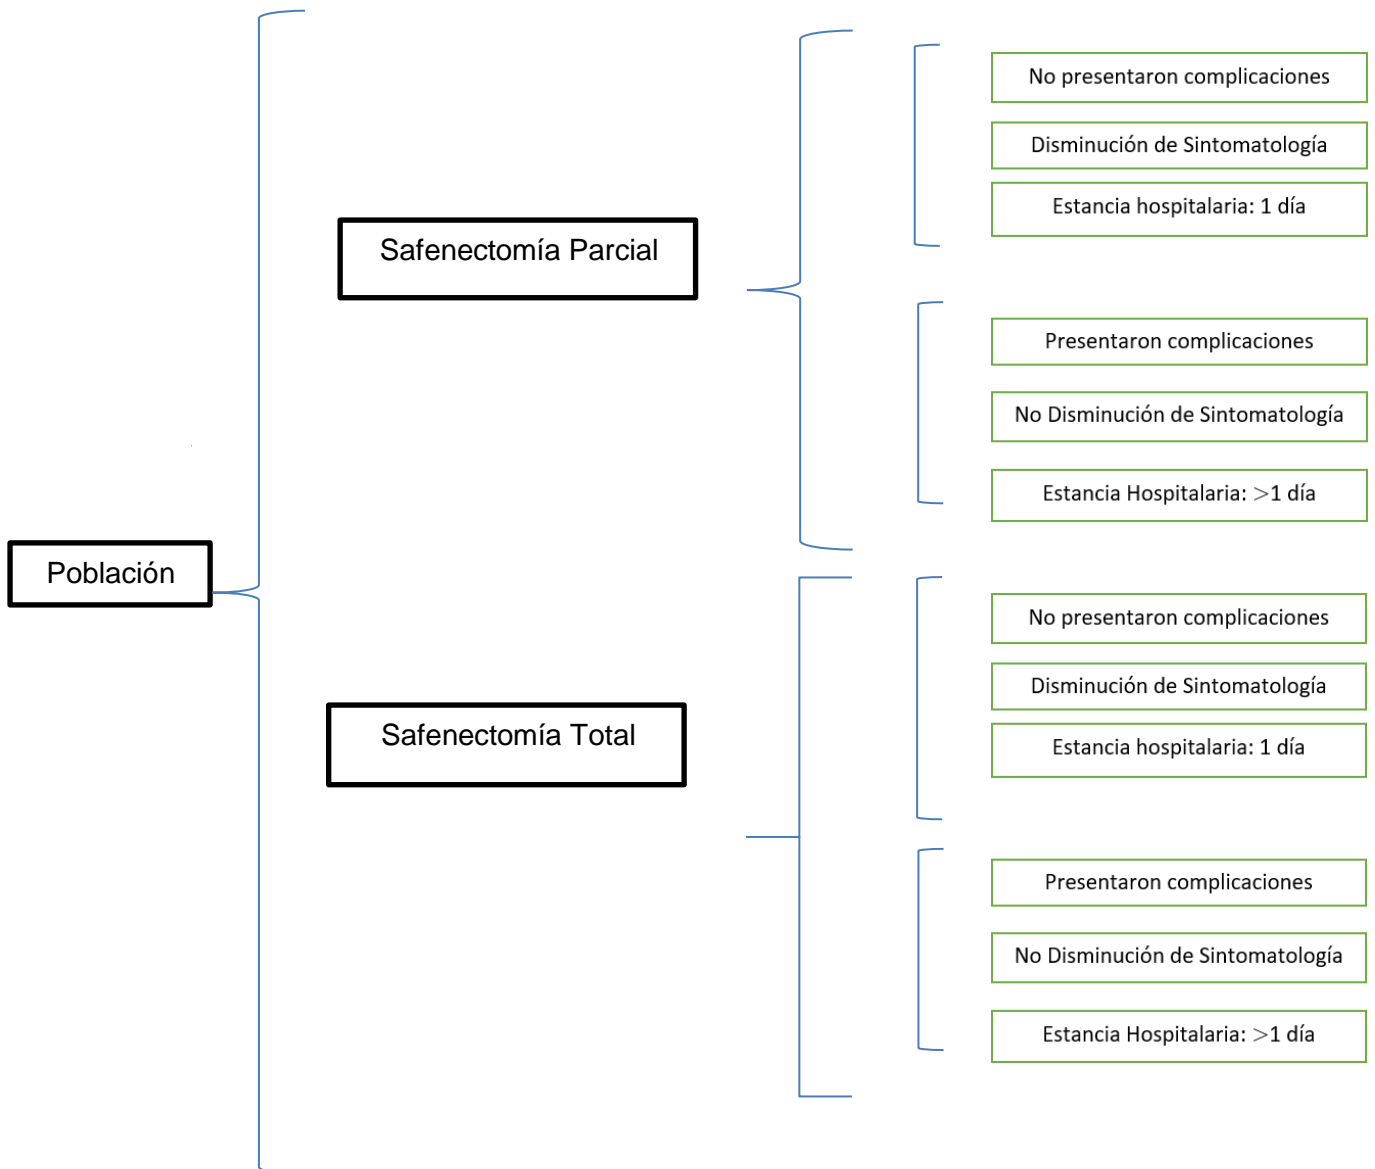 Población
Safenectomía Parcial
No presentaron complicaciones
Disminución de Sintomatología
Estancia hospitalaria: 1 día
Presentaron complicaciones
No Disminución de Sintomatología
Estancia Hospitalaria: >1 día
Safenectomía Total
No presentaron complicaciones
Disminución de Sintomatología
Estancia hospitalaria: 1 día
Presentaron complicaciones
No Disminución de Sintomatología
Estancia Hospitalaria: >1 día